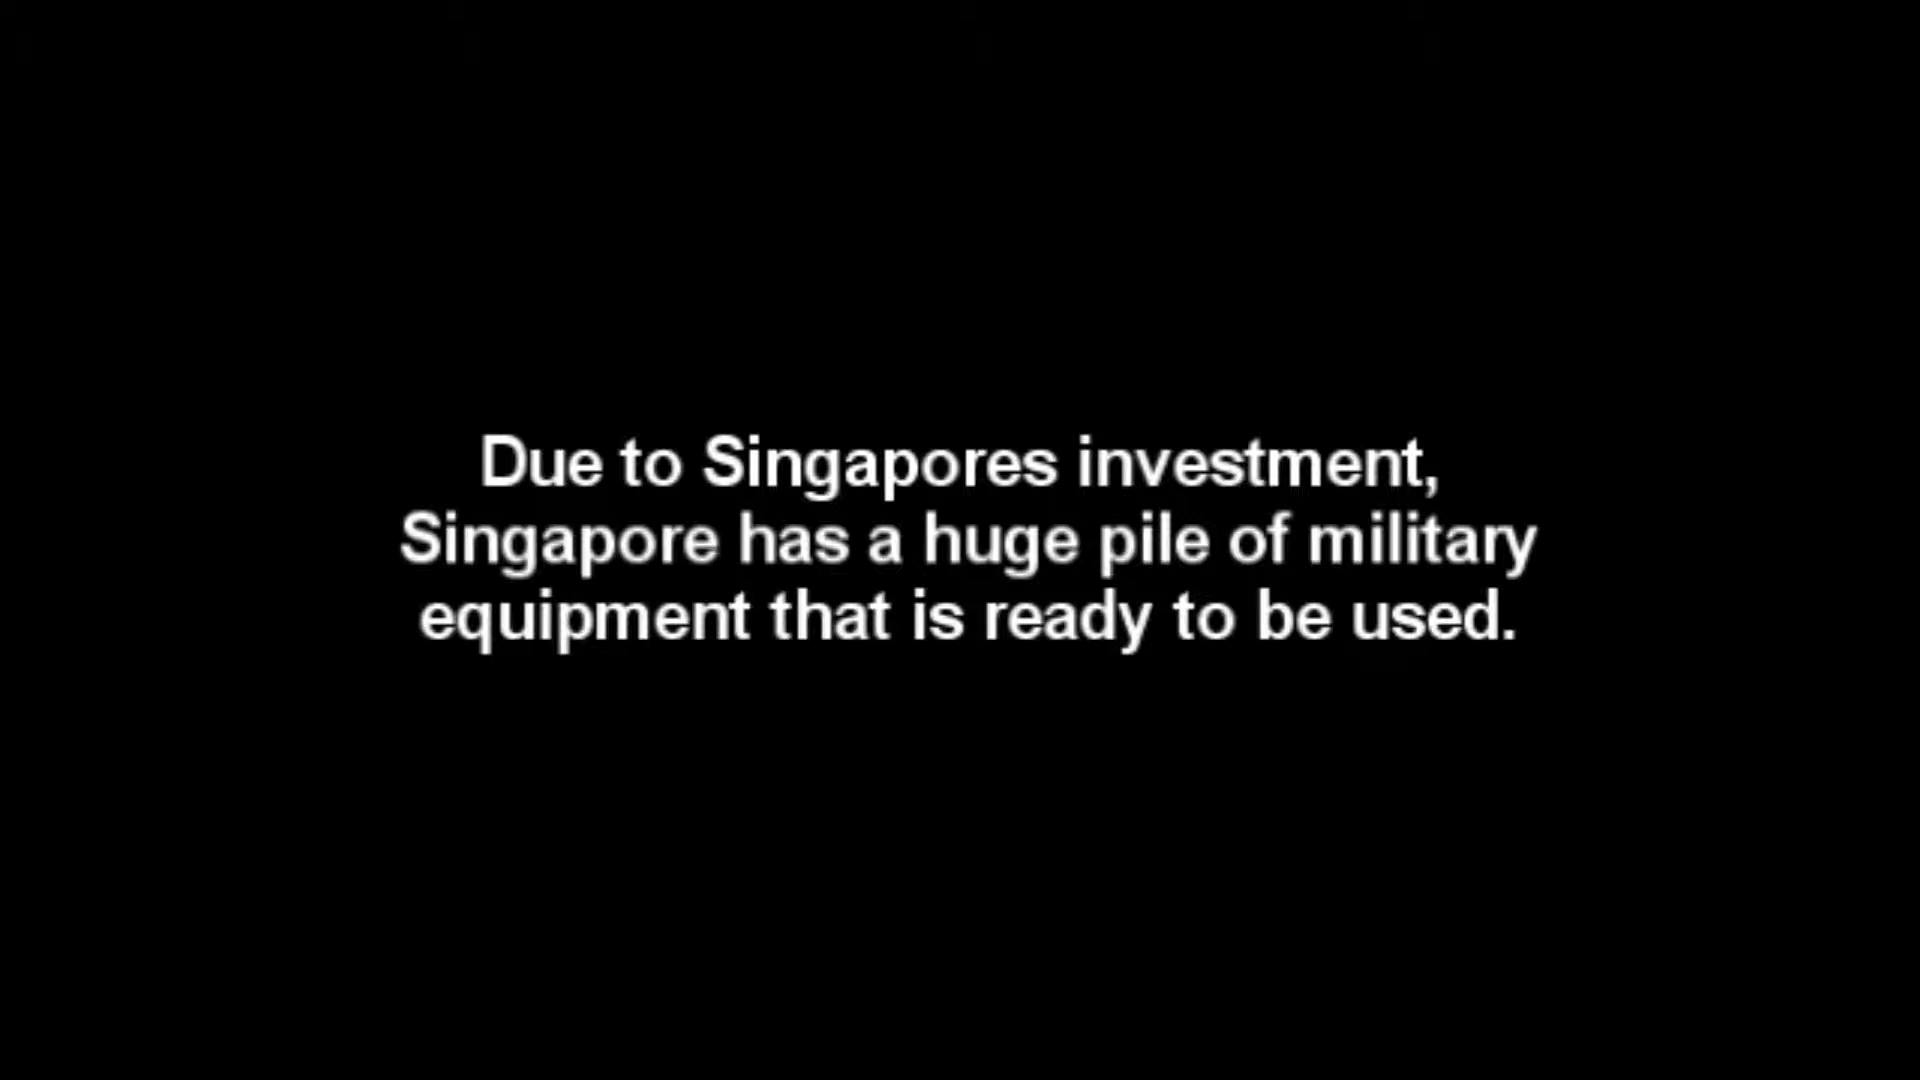 Due to Singapores investment,
Singapore has a huge pile of military
equipment that is ready to be used.